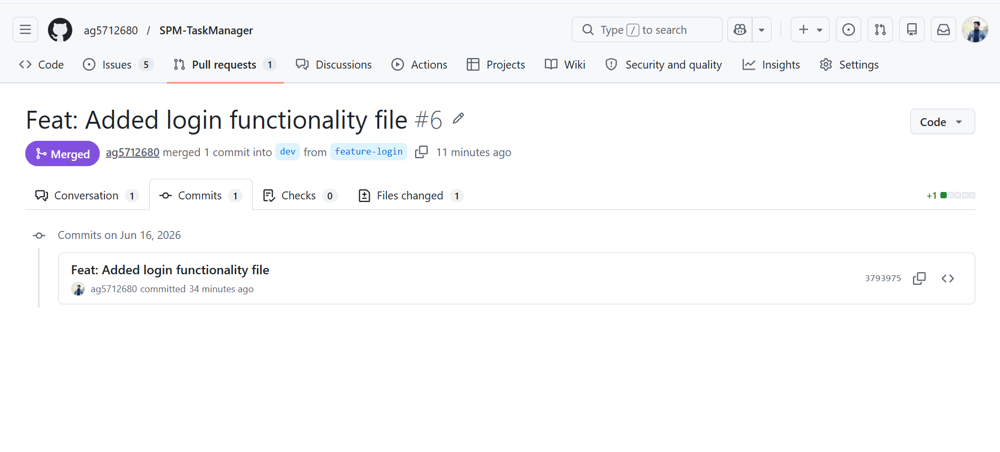 ag5712680 / SPM-TaskManager
Type / to search
Code
Issues 5
Pull requests 1
Discussions
Actions
Projects
Wiki
Security and quality
Insights
Settings
Feat: Added login functionality file #6
Code
Merged
ag5712680 merged 1 commit into dev from feature-login 11 minutes ago
Conversation 1
Commits 1
Checks 0
Files changed 1
+1
Commits on Jun 16, 2026
Feat: Added login functionality file
ag5712680 committed 34 minutes ago
3793975